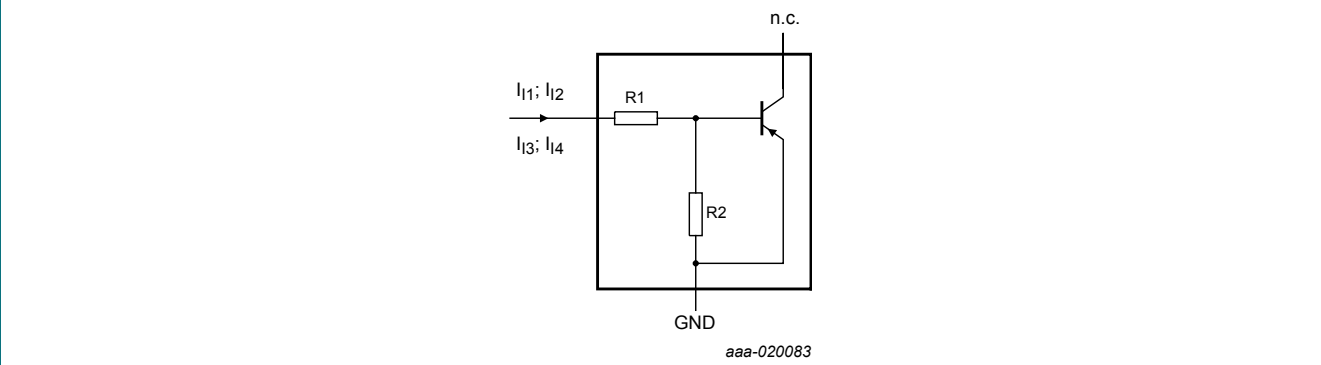 n.c.
I_I1; I_I2
R1
I_I3; I_I4
R2
GND
aaa-020083